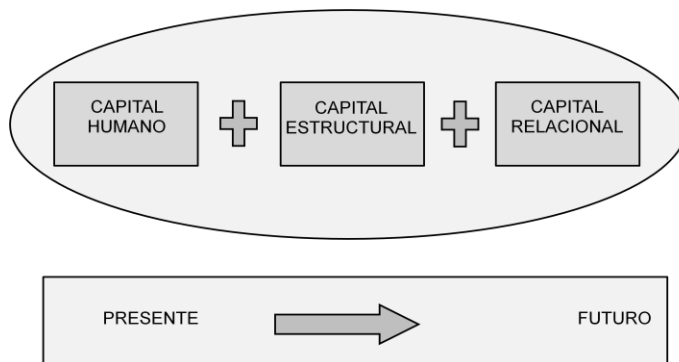 CAPITAL
HUMANO
CAPITAL
ESTRUCTURAL
CAPITAL
RELACIONAL
PRESENTE
FUTURO